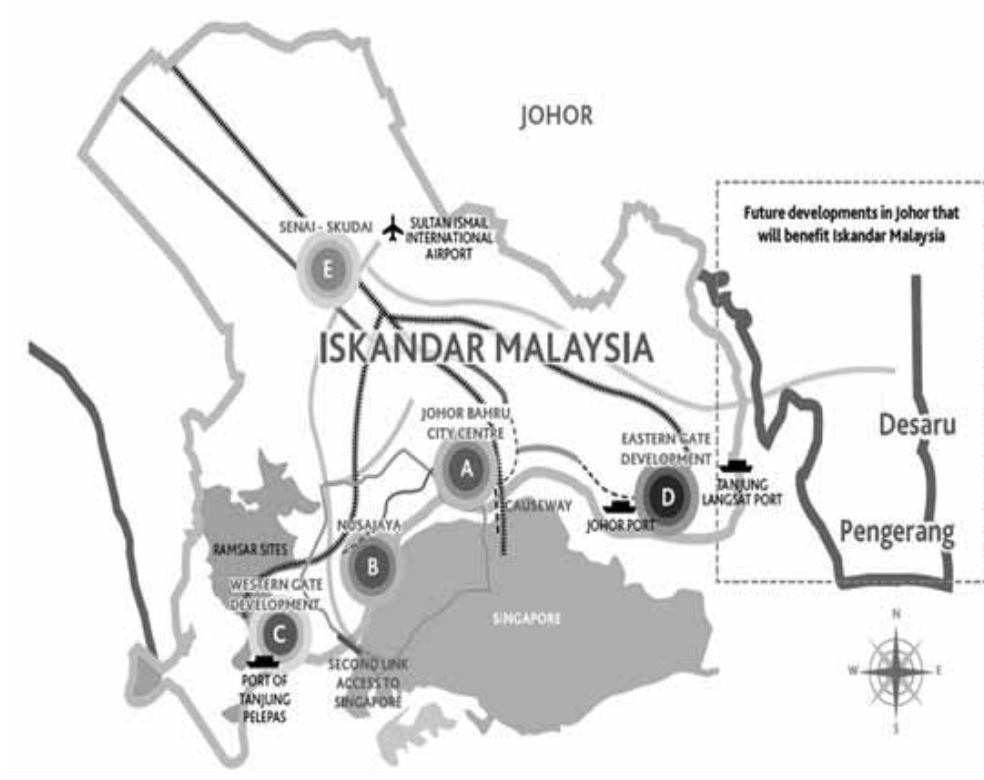 JOHOR
Future developments in Johor that
will benefit Iskandar Malaysia
SENAI - SKUDAI
SULTAN ISMAIL
INTERNATIONAL
AIRPORT
E
ISKANDAR MALAYSIA
JOHOR BAHRU
CITY CENTRE
A
EASTERN GATE
DEVELOPMENT
D
TANJUNG
LANGSAT PORT
Desaru
CAUSEWAY
JOHOR PORT
NUSAJAYA
B
Pengerang
RAMSAR SITES
WESTERN GATE
DEVELOPMENT
C
SINGAPORE
PORT OF
TANJUNG
PELEPAS
SECOND LINK
ACCESS TO
SINGAPORE
N
W
E
S